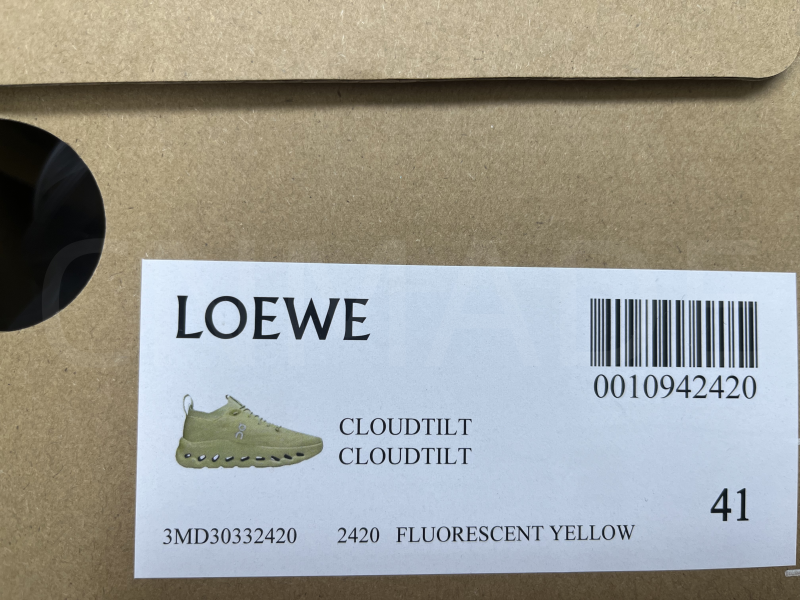 LOEWE
0010942420
CLOUDTILT
CLOUDTILT
41
3MD30332420 2420 FLUORESCENT YELLOW